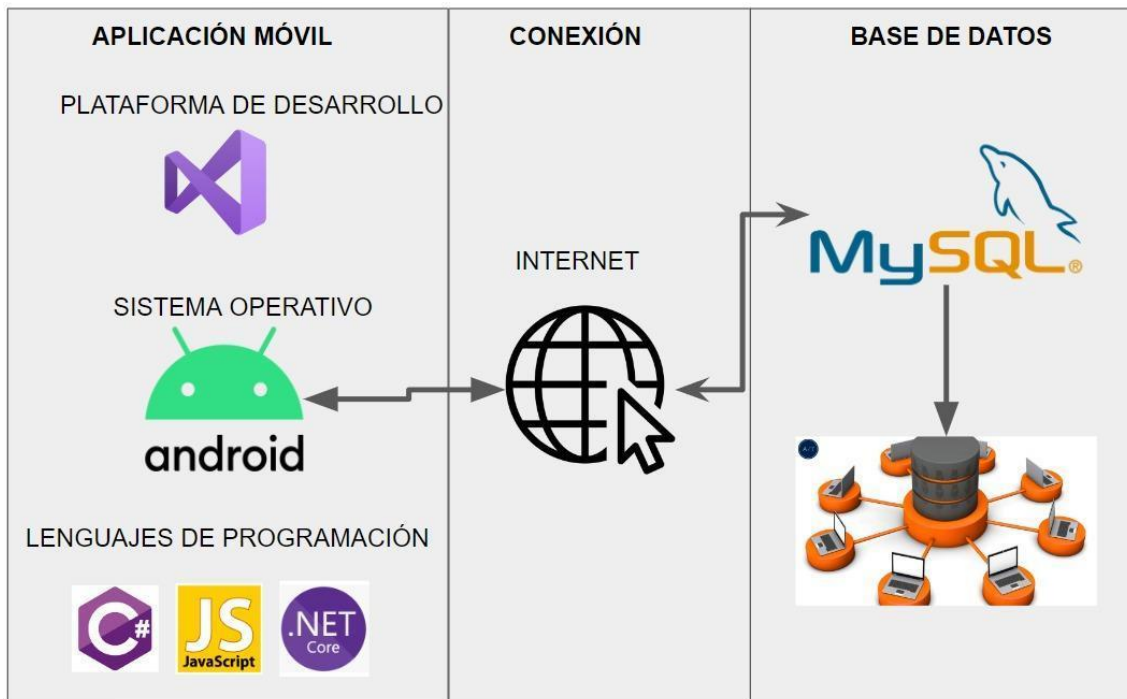 APLICACIÓN MÓVIL
PLATAFORMA DE DESARROLLO
SISTEMA OPERATIVO
android
LENGUAJES DE PROGRAMACIÓN
C#
JS
JavaScript
.NET
Core
CONEXIÓN
INTERNET
BASE DE DATOS
MySQL®